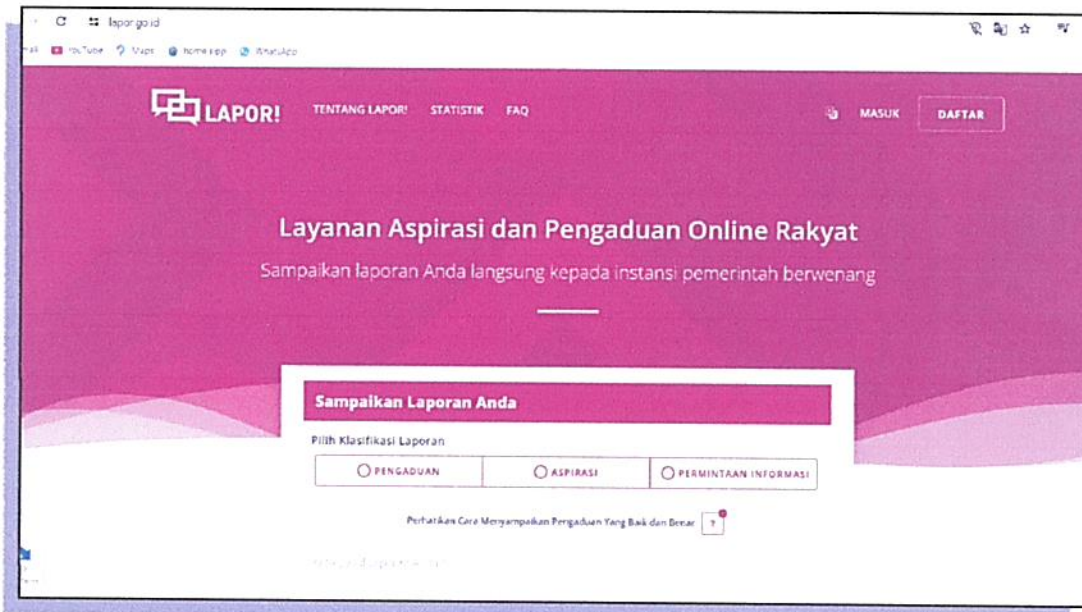 lapor.go.id
YouTube Maps WhatsApp
LAPOR! TENTANG LAPOR! STATISTIK FAQ MASUK DAFTAR
Layanan Aspirasi dan Pengaduan Online Rakyat
Sampaikan laporan Anda langsung kepada instansi pemerintah berwenang
Sampaikan Laporan Anda
Pilih Klasifikasi Laporan
PENGADUAN ASPIRASI PERMINTAAN INFORMASI
Perhatikan Cara Menyampaikan Pengaduan Yang Baik dan Benar ?